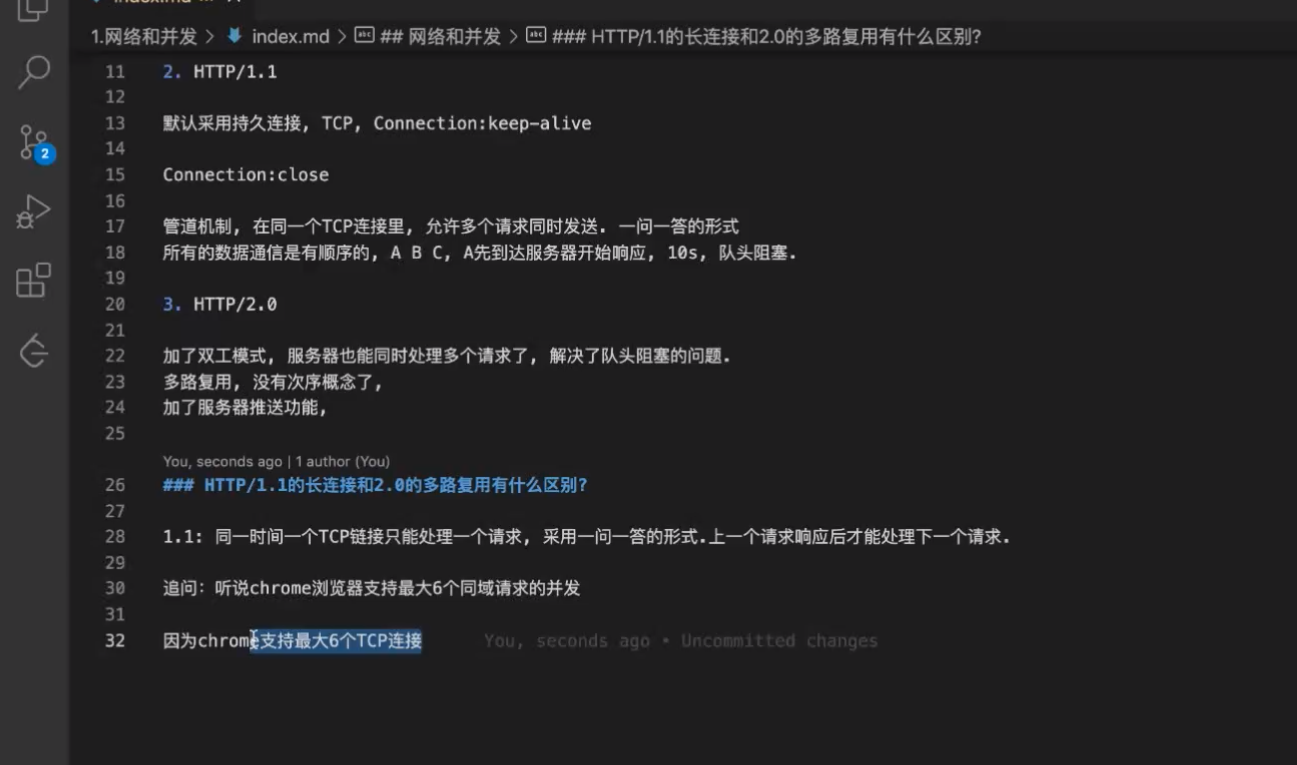 1.网络和并发 > index.md > ## 网络和并发 > ### HTTP/1.1的长连接和2.0的多路复用有什么区别?
11 2. HTTP/1.1
12
13 默认采用持久连接, TCP, Connection:keep-alive
14
15 Connection:close
16
17 管道机制, 在同一个TCP连接里, 允许多个请求同时发送. 一问一答的形式
18 所有的数据通信是有顺序的, A B C, A先到达服务器开始响应, 10s, 队头阻塞.
19
20 3. HTTP/2.0
21
22 加了双工模式, 服务器也能同时处理多个请求了, 解决了队头阻塞的问题.
23 多路复用, 没有次序概念了,
24 加了服务器推送功能,
25
You, seconds ago | 1 author (You)
26 ### HTTP/1.1的长连接和2.0的多路复用有什么区别?
27
28 1.1: 同一时间一个TCP链接只能处理一个请求, 采用一问一答的形式.上一个请求响应后才能处理下一个请求.
29
30 追问: 听说chrome浏览器支持最大6个同域请求的并发
31
32 因为chrome支持最大6个TCP连接 You, seconds ago • Uncommitted changes
2